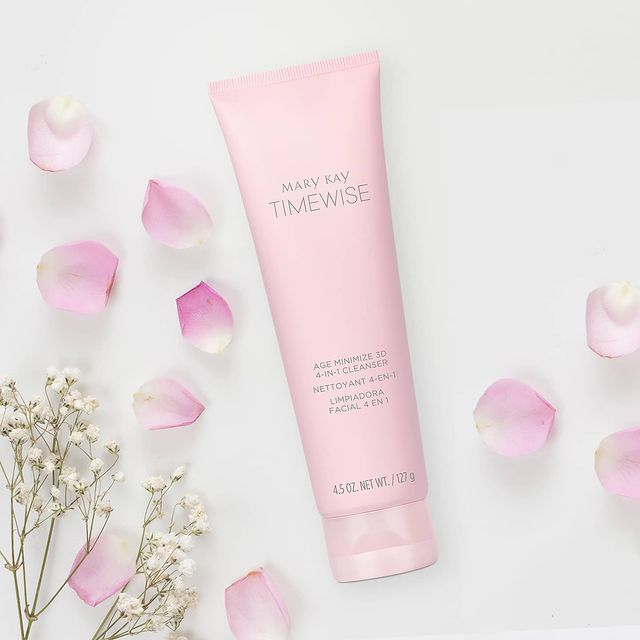 MARY KAY
TIMEWISE
AGE MINIMIZE 3D
4-IN-1 CLEANSER
NETTOYANT 4-EN-1
LIMPIADORA
FACIAL 4 EN 1
4.5 OZ. NET WT. / 127 g